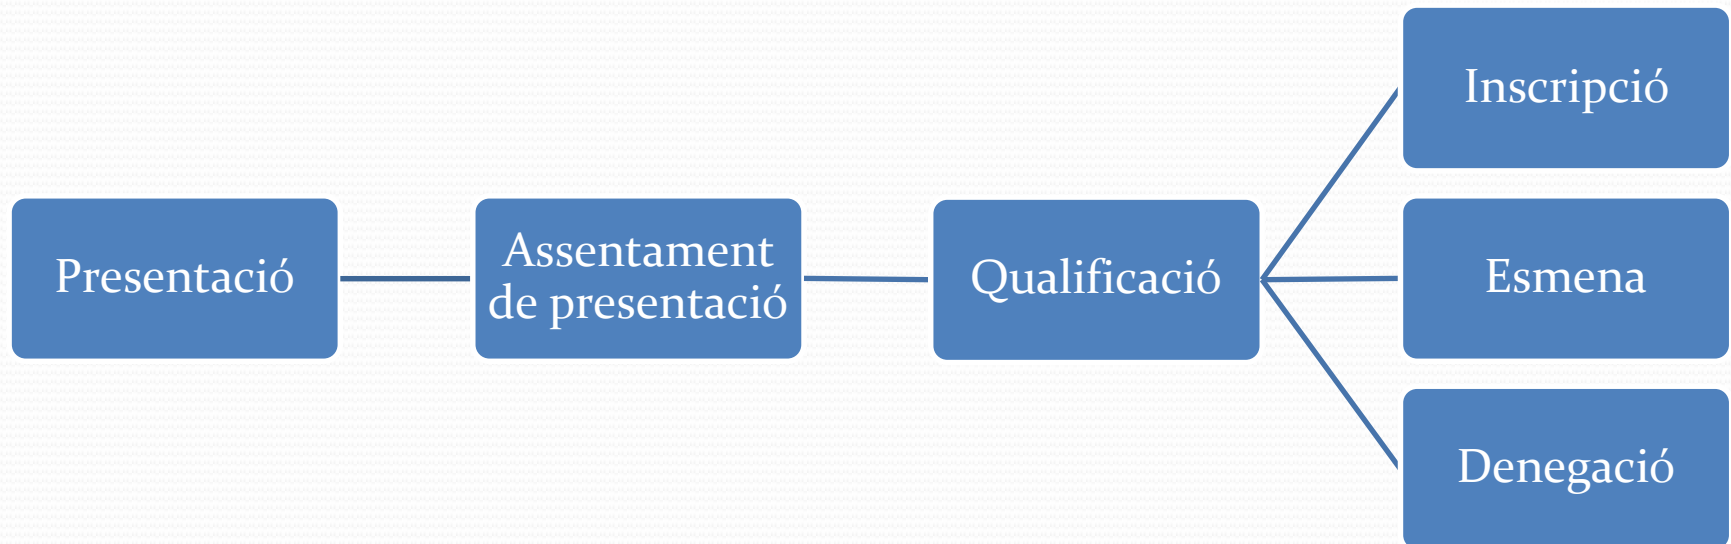 Presentació
Assentament
de presentació
Qualificació
Inscripció
Esmena
Denegació